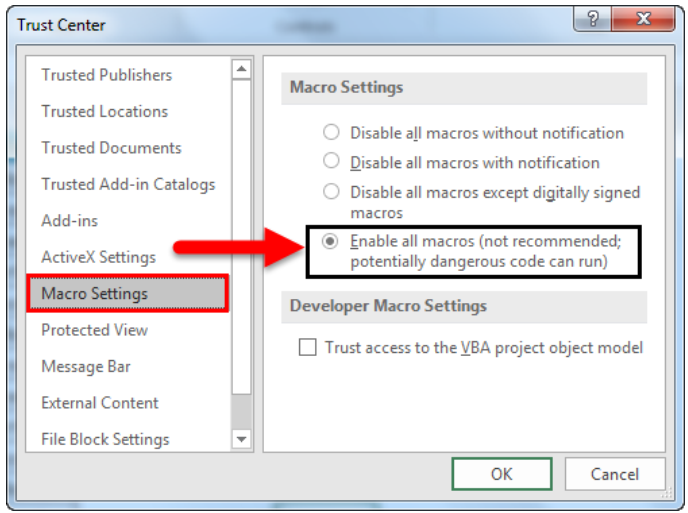 Trust Center
Trusted Publishers
Trusted Locations
Trusted Documents
Trusted Add-in Catalogs
Add-ins
ActiveX Settings
Macro Settings
Protected View
Message Bar
External Content
File Block Settings
Macro Settings
Disable all macros without notification
Disable all macros with notification
Disable all macros except digitally signed
macros
Enable all macros (not recommended;
potentially dangerous code can run)
Developer Macro Settings
Trust access to the VBA project object model
OK
Cancel